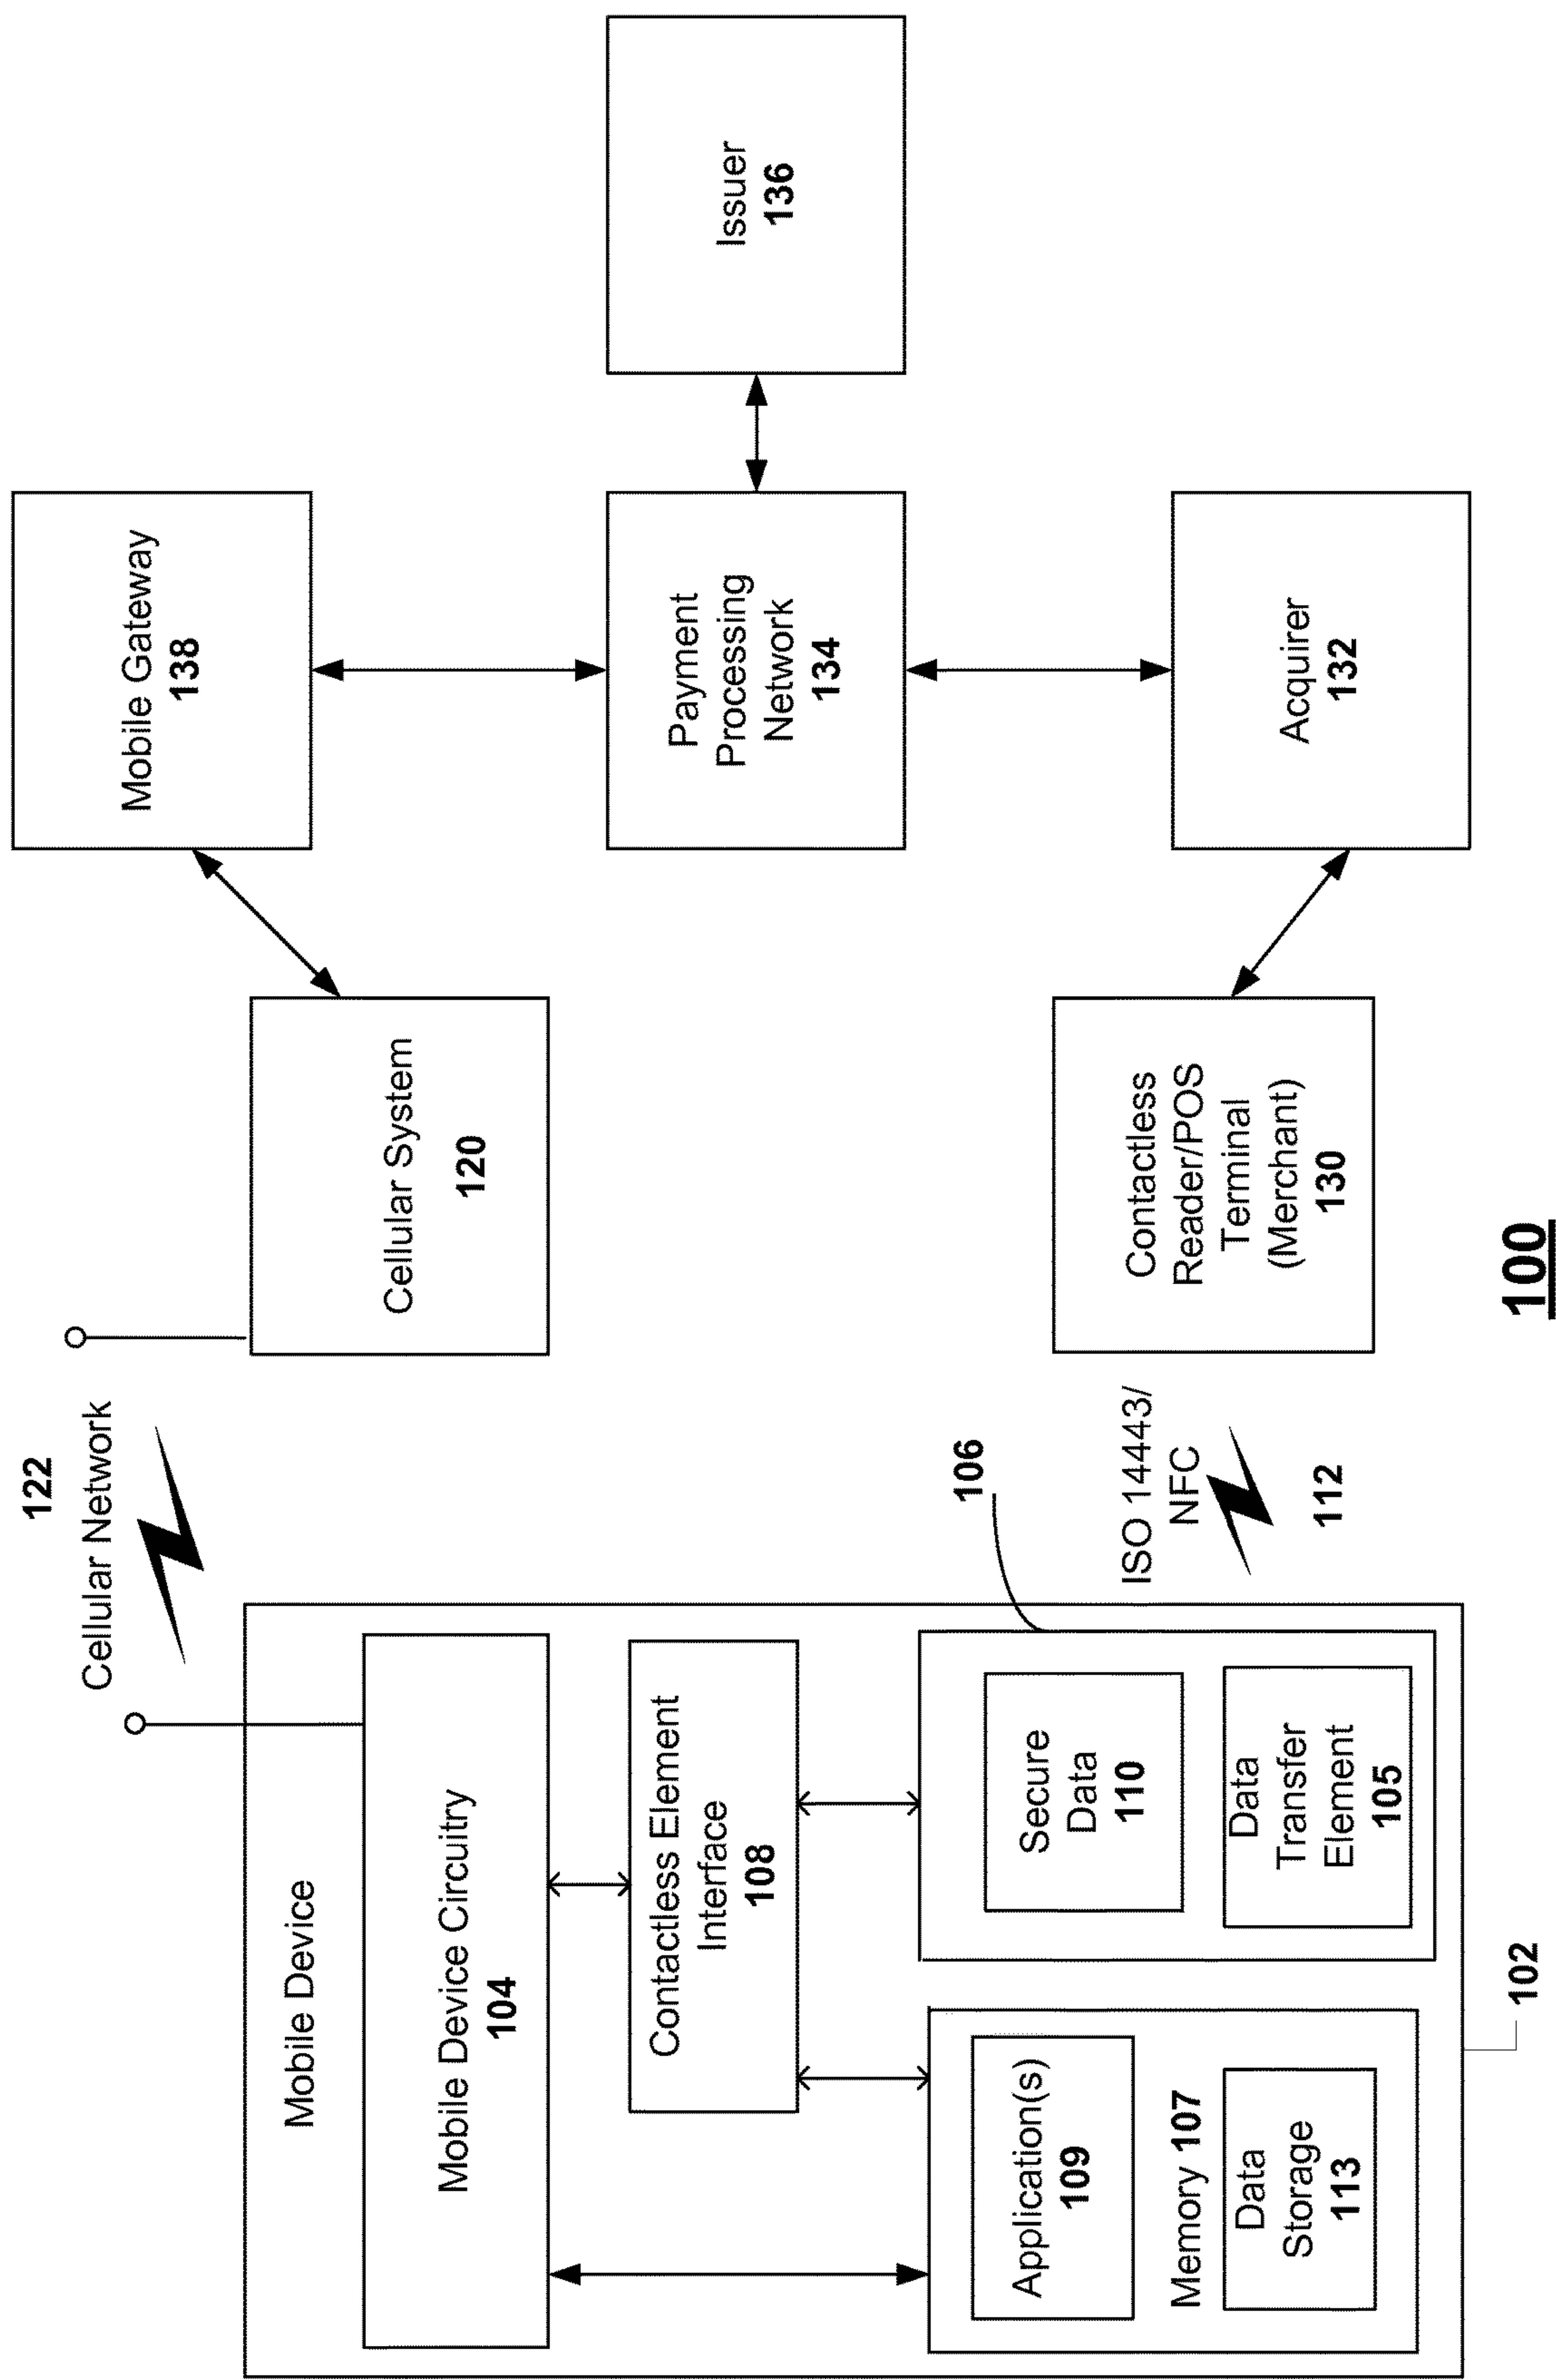 122
Cellular Network
Mobile Device
Mobile Device Circuitry
104
Contactless Element
Interface
108
Application(s)
109
Memory 107
Data
Storage
113
Secure
Data
110
Data
Transfer
Element
105
106
102
ISO 14443/
NFC
112
Cellular System
120
Contactless
Reader/POS
Terminal
(Merchant)
130
Mobile Gateway
138
Payment
Processing
Network
134
Acquirer
132
Issuer
136
100